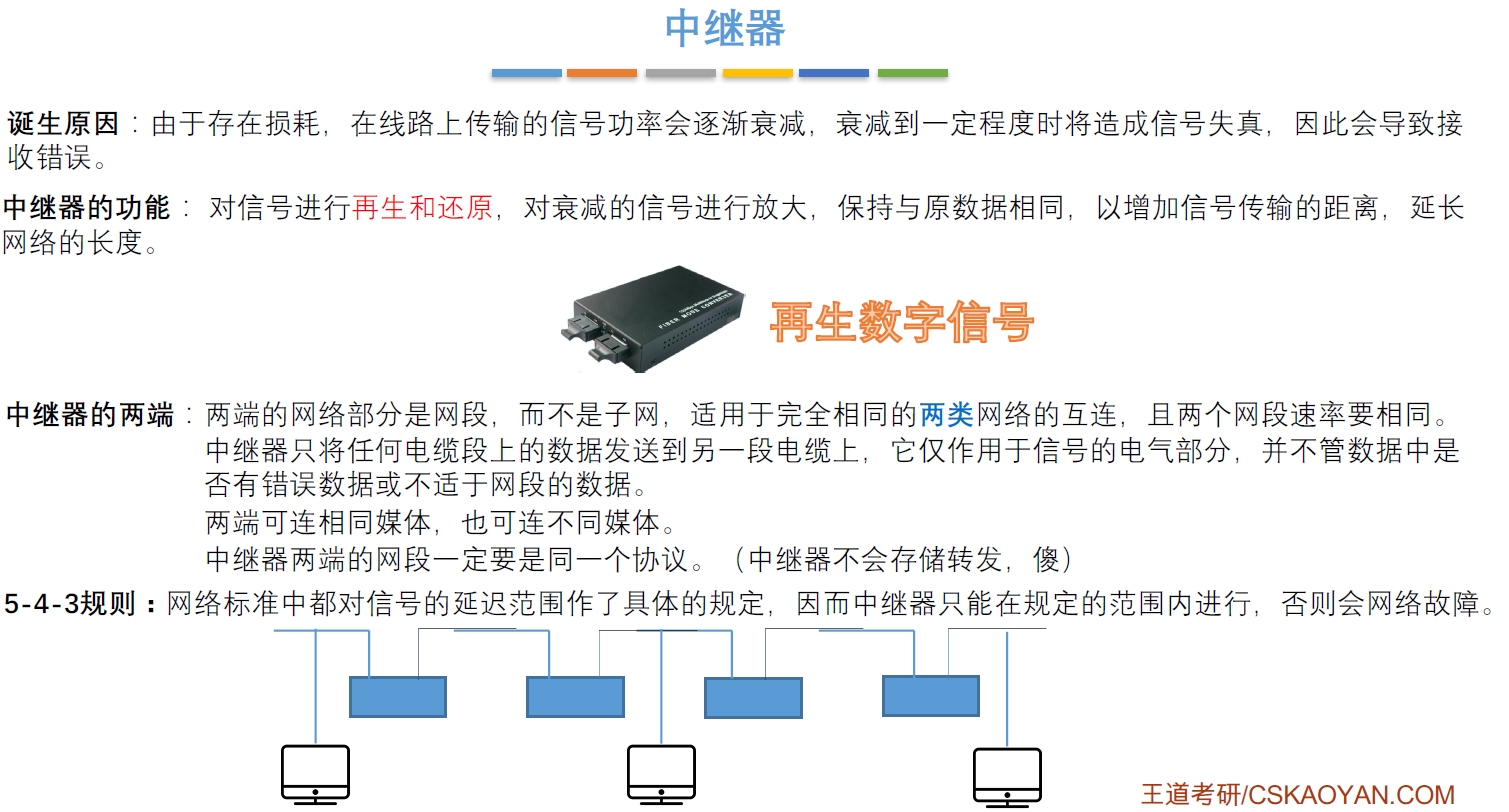 中继器
诞生原因：由于存在损耗，在线路上传输的信号功率会逐渐衰减，衰减到一定程度时将造成信号失真，因此会导致接
收错误。
中继器的功能： 对信号进行再生和还原，对衰减的信号进行放大，保持与原数据相同，以增加信号传输的距离，延长
网络的长度。
FIBER MODE CONVERTER
再生数字信号
中继器的两端：两端的网络部分是网段，而不是子网，适用于完全相同的两类网络的互连，且两个网段速率要相同。
中继器只将任何电缆段上的数据发送到另一段电缆上，它仅作用于信号的电气部分，并不管数据中是
否有错误数据或不适于网段的数据。
两端可连相同媒体，也可连不同媒体。
中继器两端的网段一定要是同一个协议。（中继器不会存储转发，傻）
5-4-3规则：网络标准中都对信号的延迟范围作了具体的规定，因而中继器只能在规定的范围内进行，否则会网络故障。
王道考研/CSKAOYAN.COM